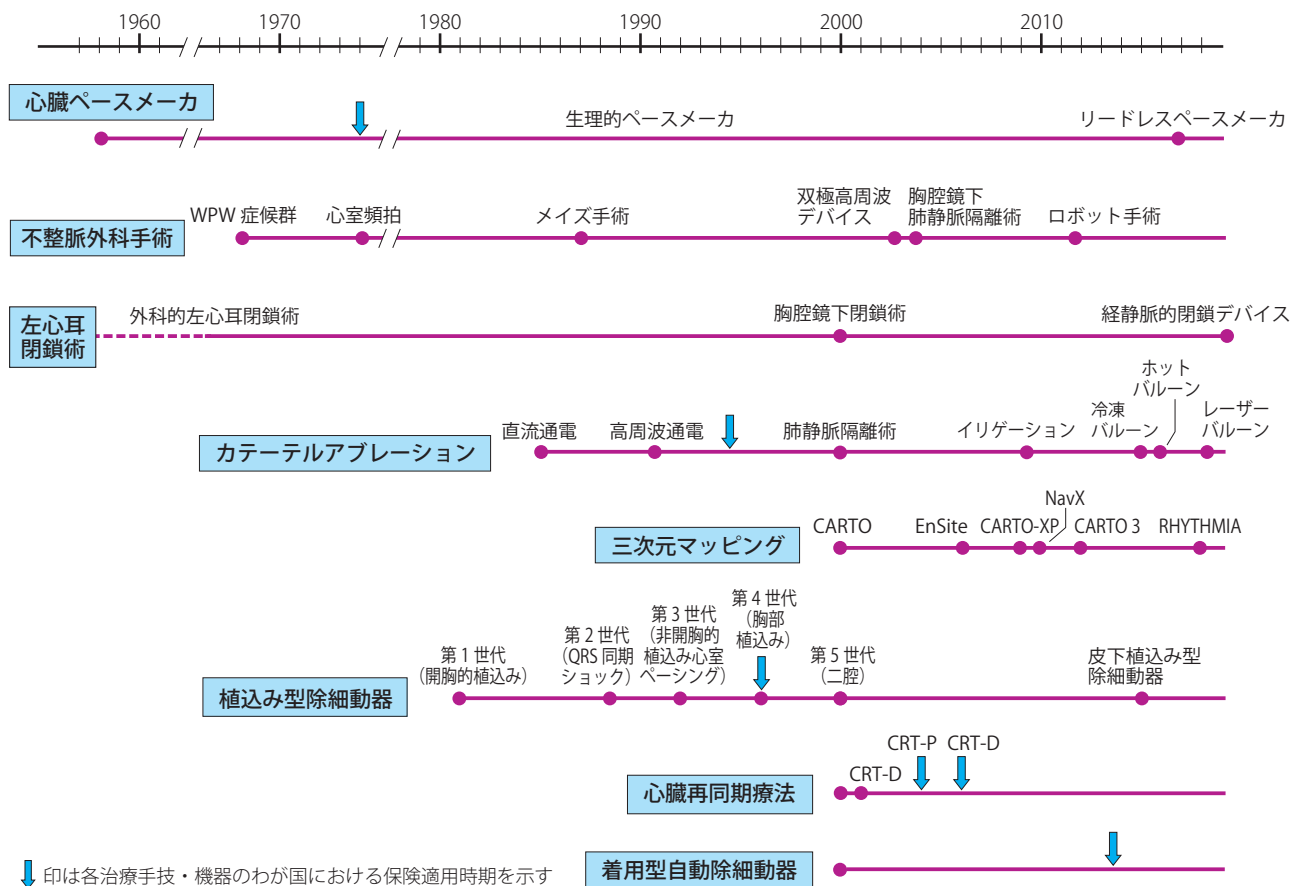 1960 1970 1980 1990 2000 2010
心臓ペースメーカ
生理的ペースメーカ
リードレスペースメーカ
不整脈外科手術
WPW 症候群
心室頻拍
メイズ手術
双極高周波
デバイス
胸腔鏡下
肺静脈隔離術
ロボット手術
左心耳
閉鎖術
外科的左心耳閉鎖術
胸腔鏡下閉鎖術
経静脈的閉鎖デバイス
カテーテルアブレーション
直流通電
高周波通電
肺静脈隔離術
イリゲーション
冷凍
バルーン
ホット
バルーン
レーザー
バルーン
三次元マッピング
CARTO
EnSite
CARTO-XP
NavX
CARTO 3
RHYTHMIA
植込み型除細動器
第 1 世代
（開胸的植込み）
第 2 世代
（QRS 同期
ショック）
第 3 世代
（非開胸的
植込み心室
ペーシング）
第 4 世代
（胸部
植込み）
第 5 世代
（二腔）
皮下植込み型
除細動器
心臓再同期療法
CRT-D
CRT-P
CRT-D
着用型自動除細動器
印は各治療手技・機器のわが国における保険適用時期を示す